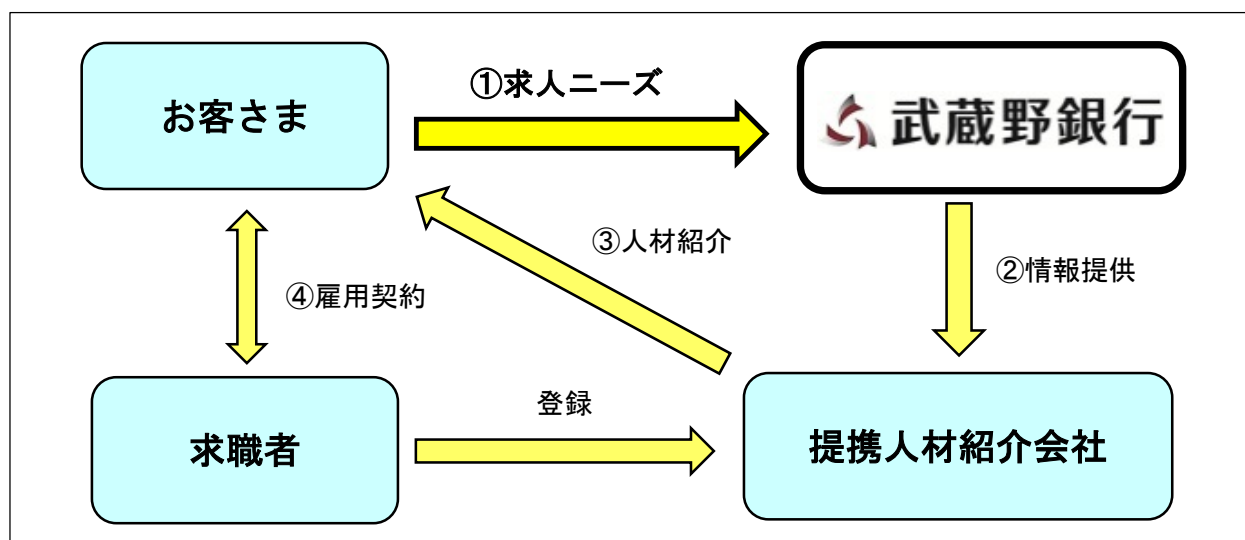 お客さま
①求人ニーズ
武蔵野銀行
③人材紹介
②情報提供
④雇用契約
求職者
登録
提携人材紹介会社